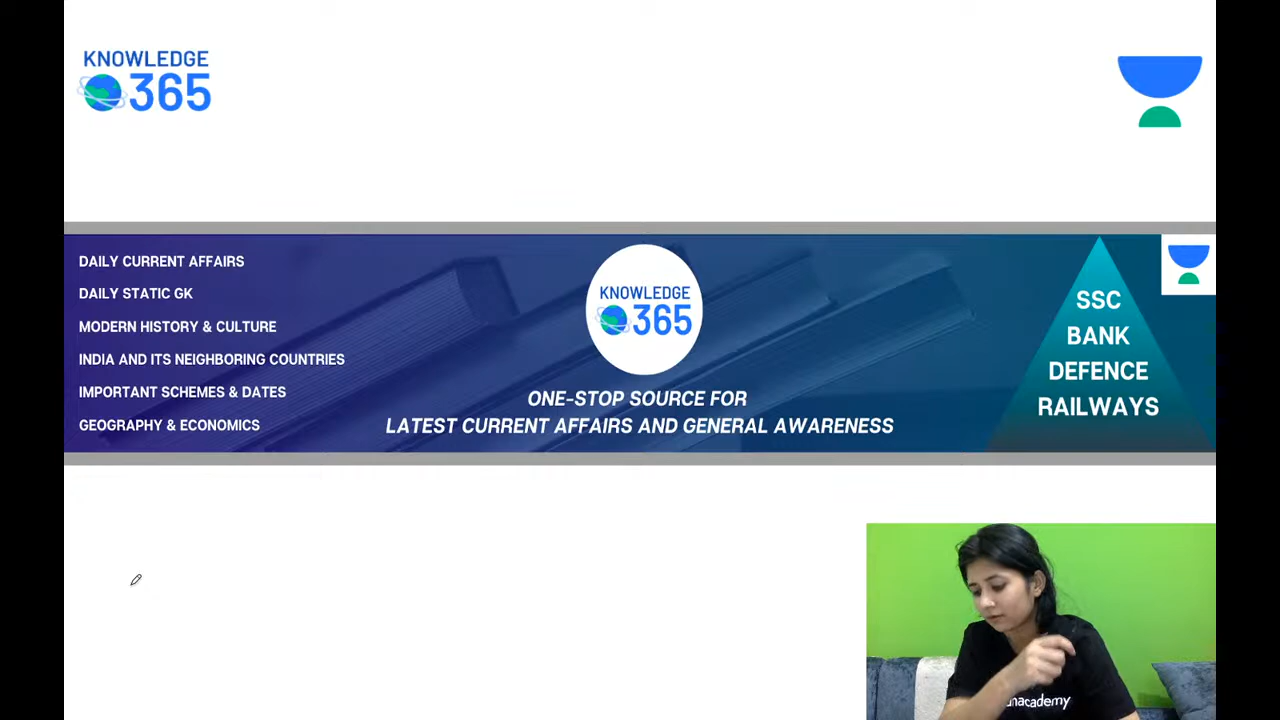 KNOWLEDGE
365
DAILY CURRENT AFFAIRS
DAILY STATIC GK
MODERN HISTORY & CULTURE
INDIA AND ITS NEIGHBORING COUNTRIES
IMPORTANT SCHEMES & DATES
GEOGRAPHY & ECONOMICS
KNOWLEDGE
365
ONE-STOP SOURCE FOR
LATEST CURRENT AFFAIRS AND GENERAL AWARENESS
SSC
BANK
DEFENCE
RAILWAYS